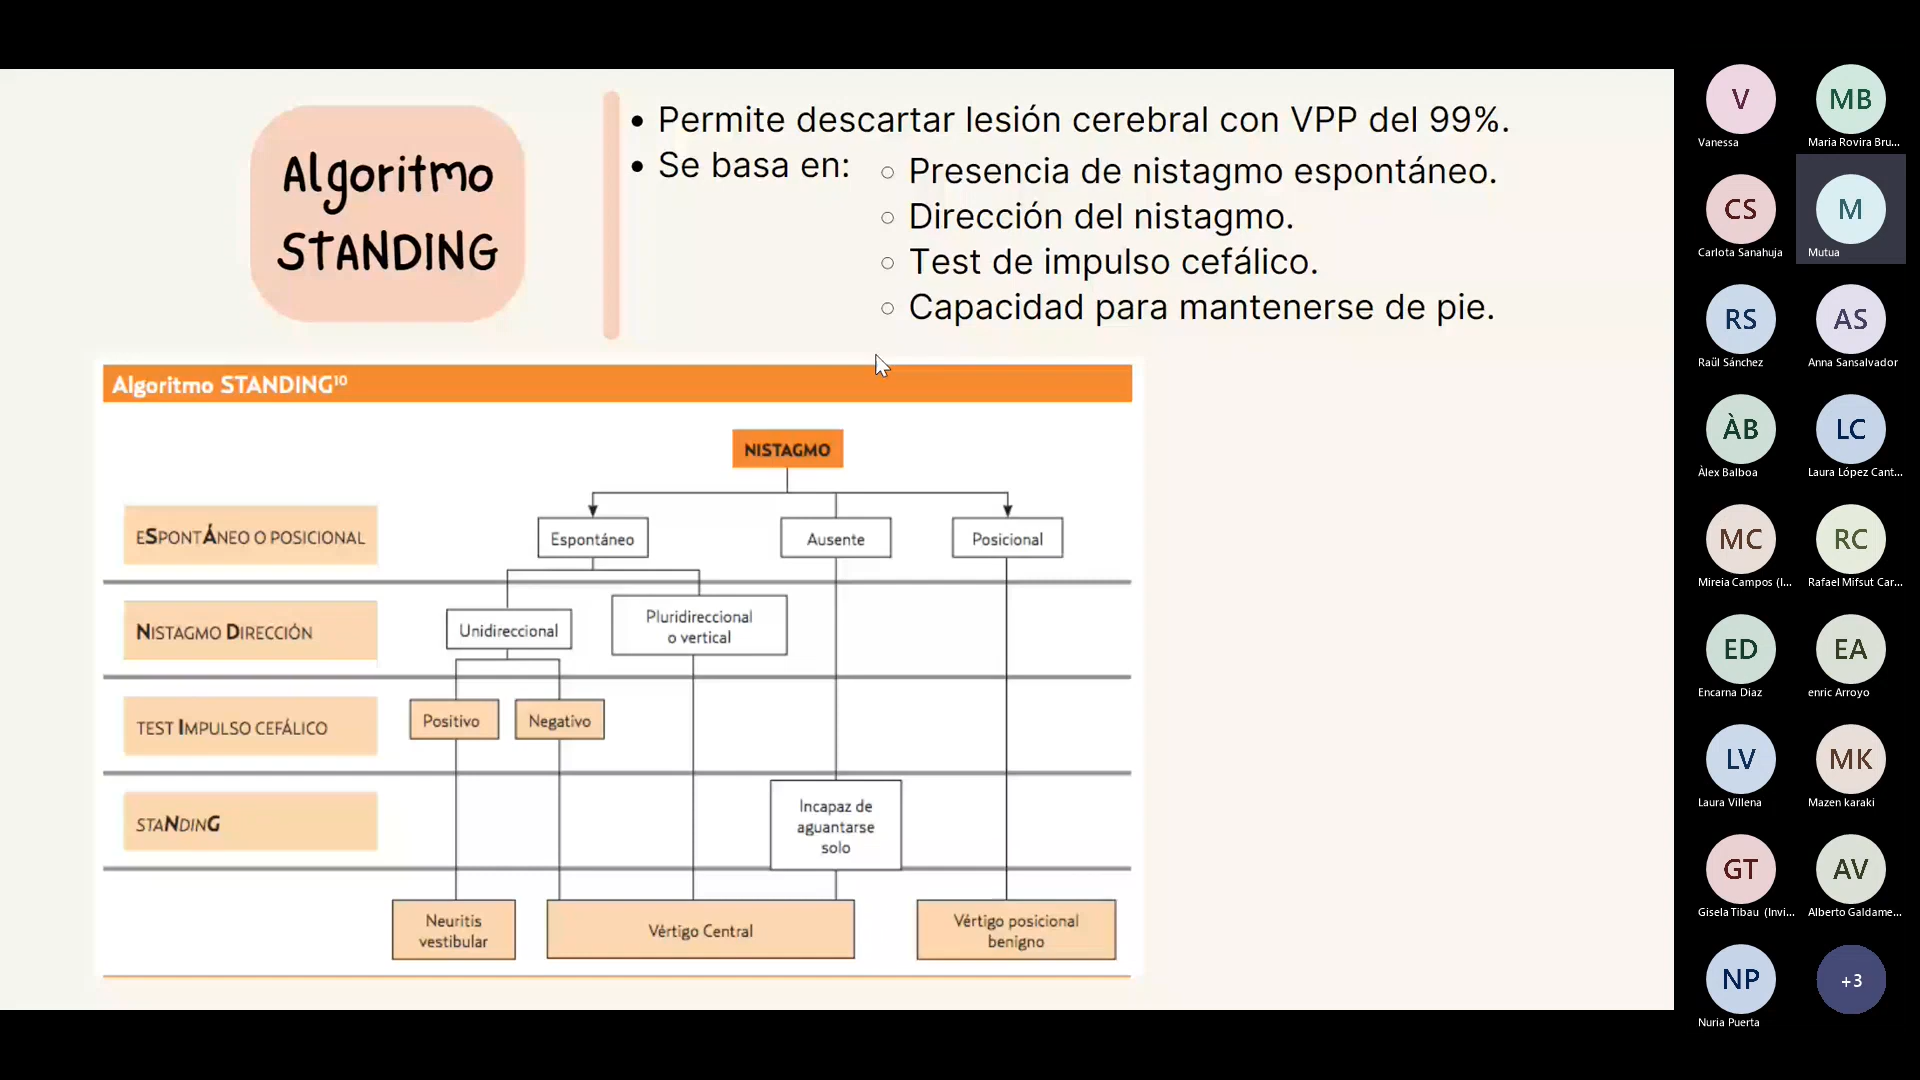 Algoritmo
STANDING
• Permite descartar lesión cerebral con VPP del 99%.
• Se basa en:
○ Presencia de nistagmo espontáneo.
○ Dirección del nistagmo.
○ Test de impulso cefálico.
○ Capacidad para mantenerse de pie.
Algoritmo STANDING¹⁰
NISTAGMO
ESPONTÁNEO O POSICIONAL
Espontáneo
Ausente
Posicional
NISTAGMO DIRECCIÓN
Unidireccional
Pluridireccional
o vertical
TEST IMPULSO CEFÁLICO
Positivo
Negativo
STANDING
Incapaz de
aguantarse
solo
Neuritis
vestibular
Vértigo Central
Vértigo posicional
benigno
V
Vanessa
MB
Maria Rovira Bru...
CS
Carlota Sanahuja
M
Mutua
RS
Raül Sánchez
AS
Anna Sansalvador
ÀB
Àlex Balboa
LC
Laura López Cant...
MC
Mireia Campos (I...
RC
Rafael Mifsut Car...
ED
Encarna Diaz
EA
enric Arroyo
LV
Laura Villena
MK
Mazen karaki
GT
Gisela Tibau (Invi...
AV
Alberto Galdame...
NP
Nuria Puerta
+3